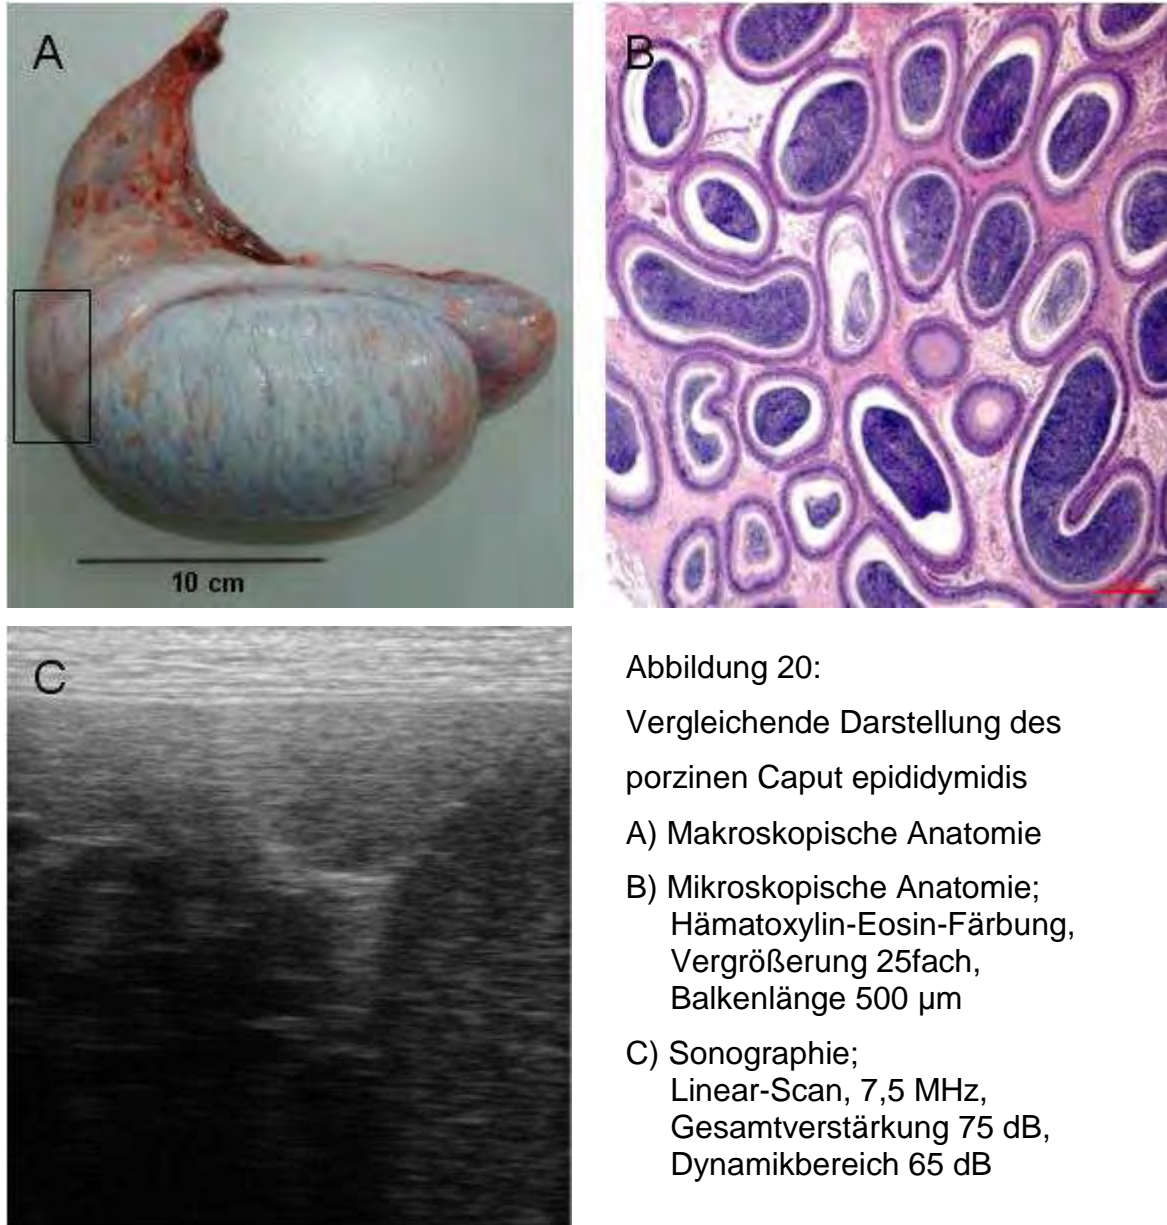 A
B
10 cm
C
Abbildung 20:
Vergleichende Darstellung des
porzinen Caput epididymidis
A) Makroskopische Anatomie
B) Mikroskopische Anatomie;
Hämatoxylin-Eosin-Färbung,
Vergrößerung 25fach,
Balkenlänge 500 µm
C) Sonographie;
Linear-Scan, 7,5 MHz,
Gesamtverstärkung 75 dB,
Dynamikbereich 65 dB